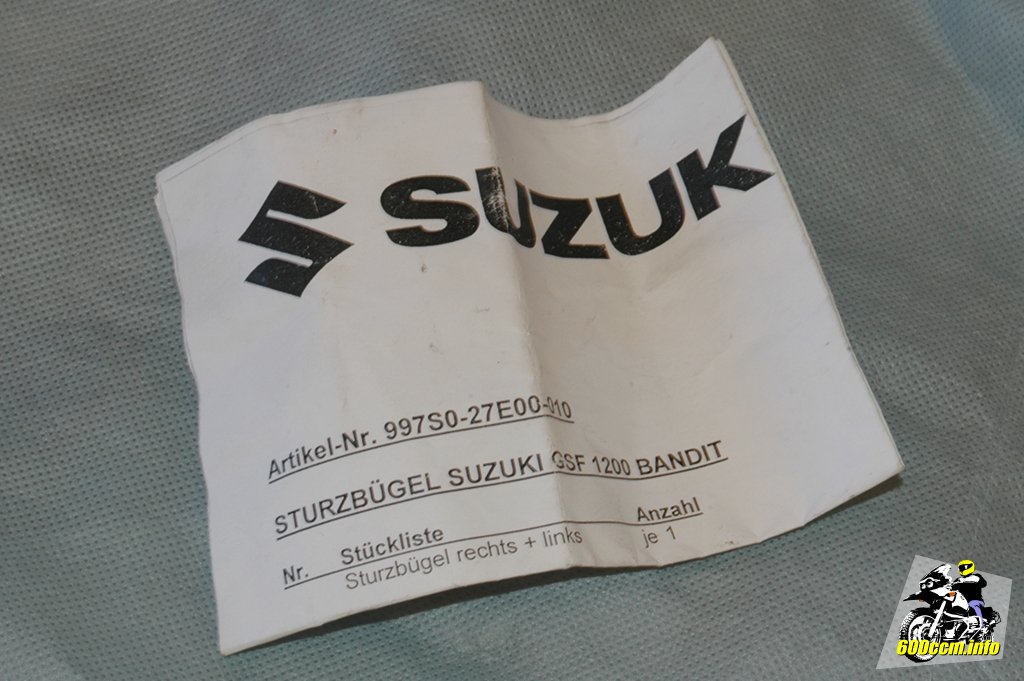 SUZUK
Artikel-Nr. 997S0-27E00-010
STURZBÜGEL SUZUKI GSF 1200 BANDIT
Nr. Stückliste Anzahl
Sturzbügel rechts + links je 1
600ccm.info